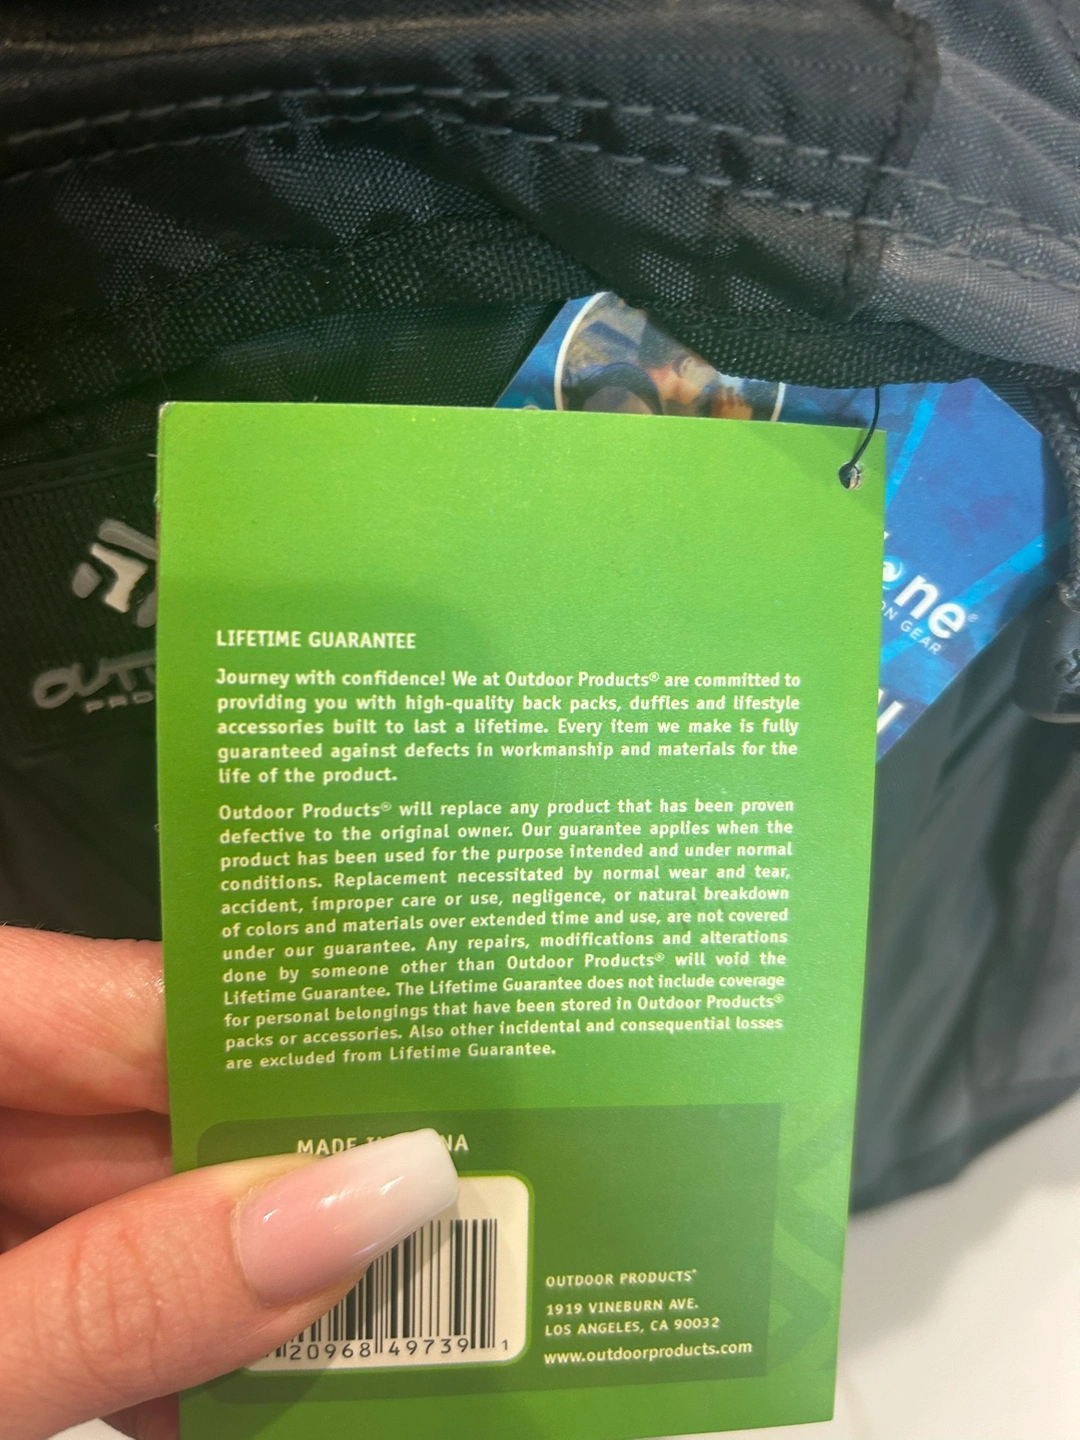 ne®
ON GEAR
OUT
PRO
LIFETIME GUARANTEE
Journey with confidence! We at Outdoor Products® are committed to
providing you with high-quality back packs, duffles and lifestyle
accessories built to last a lifetime. Every item we make is fully
guaranteed against defects in workmanship and materials for the
life of the product.
Outdoor Products® will replace any product that has been proven
defective to the original owner. Our guarantee applies when the
product has been used for the purpose intended and under normal
conditions. Replacement necessitated by normal wear and tear,
accident, improper care or use, negligence, or natural breakdown
of colors and materials over extended time and use, are not covered
under our guarantee. Any repairs, modifications and alterations
done by someone other than Outdoor Products® will void the
Lifetime Guarantee. The Lifetime Guarantee does not include coverage
for personal belongings that have been stored in Outdoor Products®
packs or accessories. Also other incidental and consequential losses
are excluded from Lifetime Guarantee.
MADE
NA
20968 49739 1
OUTDOOR PRODUCTS®
1919 VINEBURN AVE.
LOS ANGELES, CA 90032
www.outdoorproducts.com